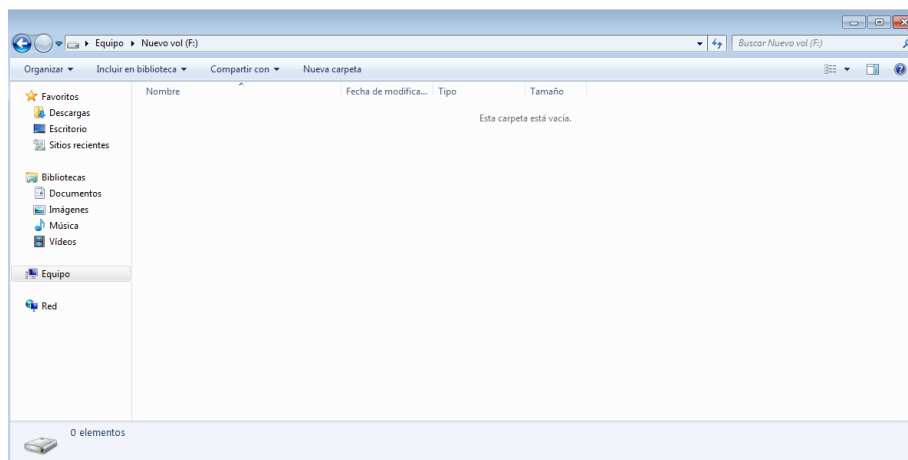 Equipo Nuevo vol (F:) Buscar Nuevo vol (F:)
Organizar Incluir en biblioteca Compartir con Nueva carpeta
Nombre Fecha de modifica... Tipo Tamaño
Esta carpeta está vacía.
Favoritos
Descargas
Escritorio
Sitios recientes
Bibliotecas
Documentos
Imágenes
Música
Vídeos
Equipo
Red
0 elementos